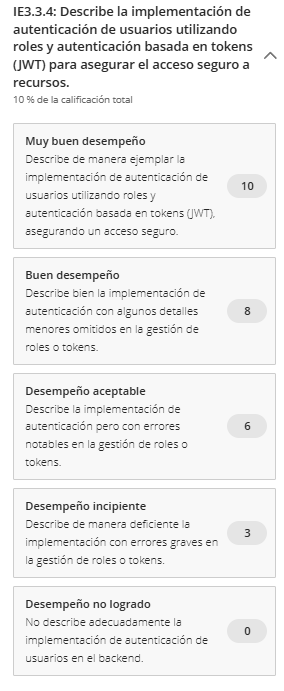 IE3.3.4: Describe la implementación de
autenticación de usuarios utilizando
roles y autenticación basada en tokens
(JWT) para asegurar el acceso seguro a
recursos.
10 % de la calificación total
Muy buen desempeño
Describe de manera ejemplar la
implementación de autenticación de
usuarios utilizando roles y
autenticación basada en tokens (JWT),
asegurando un acceso seguro.
10
Buen desempeño
Describe bien la implementación de
autenticación con algunos detalles
menores omitidos en la gestión de
roles o tokens.
8
Desempeño aceptable
Describe la implementación de
autenticación pero con errores
notables en la gestión de roles o
tokens.
6
Desempeño incipiente
Describe de manera deficiente la
implementación con errores graves en
la gestión de roles o tokens.
3
Desempeño no logrado
No describe adecuadamente la
implementación de autenticación de
usuarios en el backend.
0